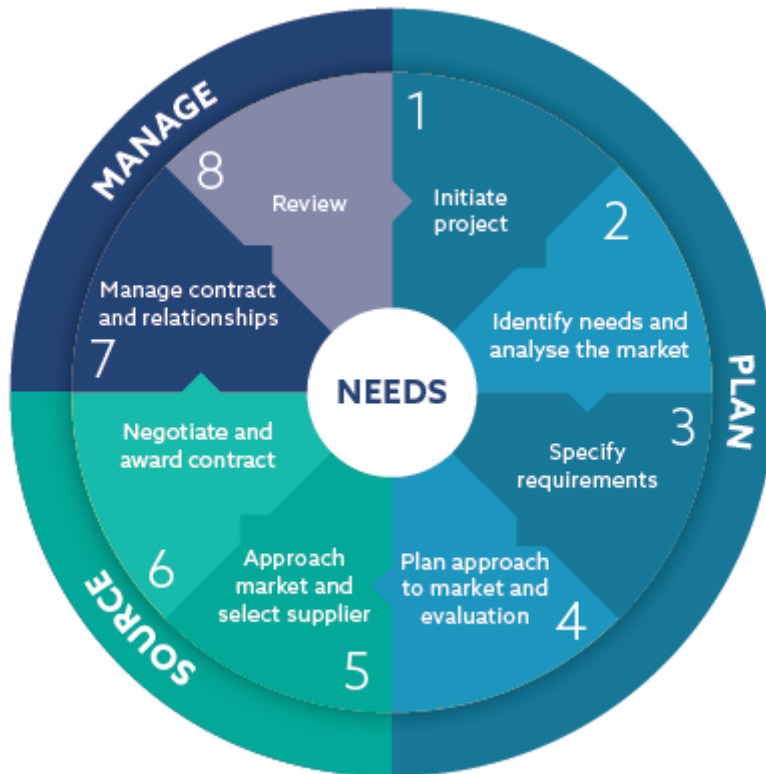 MANAGE
PLAN
SOURCE
NEEDS
1
Initiate
project
2
Identify needs and
analyse the market
3
Specify
requirements
4
Plan approach
to market and
evaluation
5
Approach
market and
select supplier
6
Negotiate and
award contract
7
Manage contract
and relationships
8
Review